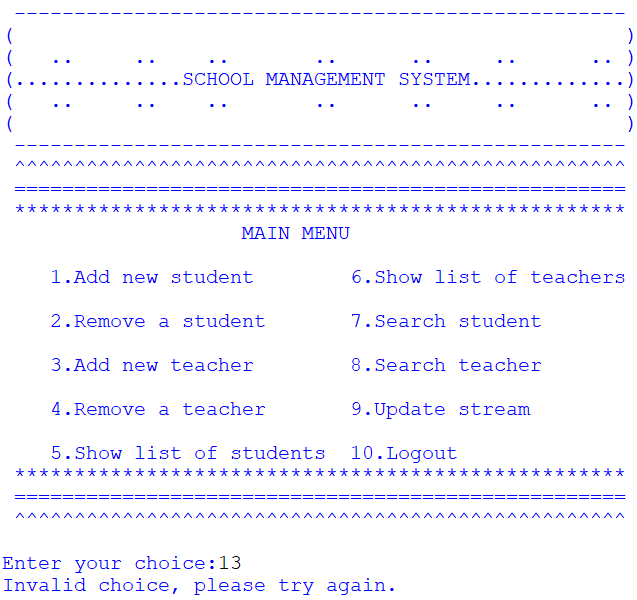 ----------------------------------------------------
(                                                   )
(   ..     ..    ..       ..      ..     ..      .. )
(..............SCHOOL MANAGEMENT SYSTEM.............)
(   ..     ..    ..       ..      ..     ..      .. )
(                                                   )
----------------------------------------------------
^^^^^^^^^^^^^^^^^^^^^^^^^^^^^^^^^^^^^^^^^^^^^^^^^^^
===================================================
***************************************************
MAIN MENU
1.Add new student        6.Show list of teachers
2.Remove a student       7.Search student
3.Add new teacher        8.Search teacher
4.Remove a teacher       9.Update stream
5.Show list of students  10.Logout
***************************************************
===================================================
^^^^^^^^^^^^^^^^^^^^^^^^^^^^^^^^^^^^^^^^^^^^^^^^^^^
Enter your choice:13
Invalid choice, please try again.